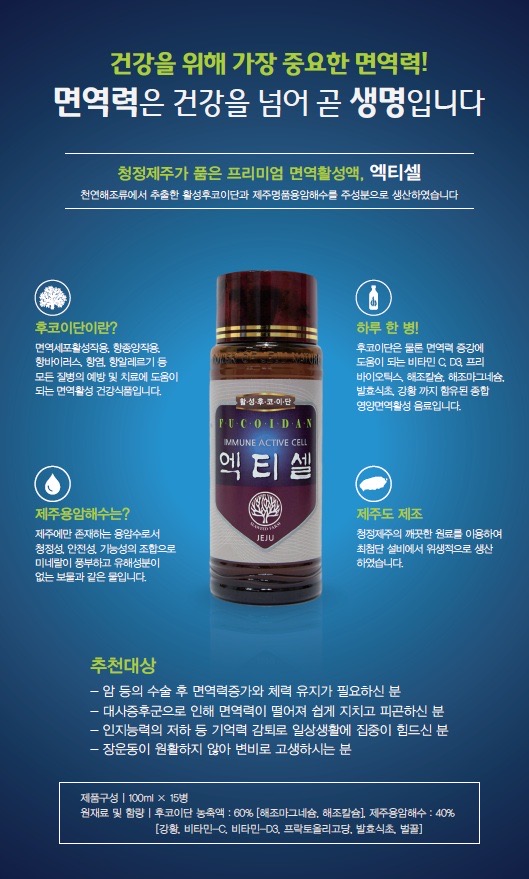 건강을 위해 가장 중요한 면역력!
면역력은 건강을 넘어 곧 생명입니다
청정제주가 품은 프리미엄 면역활성액, 엑티셀
천연해조류에서 추출한 활성후코이단과 제주명품용암해수를 주성분으로 생산하였습니다
후코이단이란?
면역세포활성작용, 항종양작용,
항바이러스, 항염, 항알레르기 등
모든 질병의 예방 및 치료에 도움이
되는 면역활성 건강식품입니다.
하루 한 병!
후코이단은 물론 면역력 증강에
도움이 되는 비타민 C, D3, 프리
바이오틱스, 해조칼슘, 해조마그네슘,
발효식초, 강황 까지 함유된 종합
영양면역활성 음료입니다.
활·성·후·코·이·단
F·U·C·O·I·D·A·N
IMMUNE ACTIVE CELL
엑티셀
JEJU
제주용암해수는?
제주에만 존재하는 용암수로서
청정성, 안전성, 기능성의 조합으로
미네랄이 풍부하고 유해성분이
없는 보물과 같은 물입니다.
제주도 제조
청정제주의 깨끗한 원료를 이용하여
최첨단 설비에서 위생적으로 생산
하였습니다.
추천대상
– 암 등의 수술 후 면역력증가와 체력 유지가 필요하신 분
– 대사증후군으로 인해 면역력이 떨어져 쉽게 지치고 피곤하신 분
– 인지능력의 저하 등 기억력 감퇴로 일상생활에 집중이 힘드신 분
– 장운동이 원활하지 않아 변비로 고생하시는 분
제품구성 | 100ml × 15병
원재료 및 함량 | 후코이단 농축액 : 60% [해조마그네슘, 해조칼슘], 제주용암해수 : 40%
[강황, 비타민-C, 비타민-D3, 프락토올리고당, 발효식초, 벌꿀]